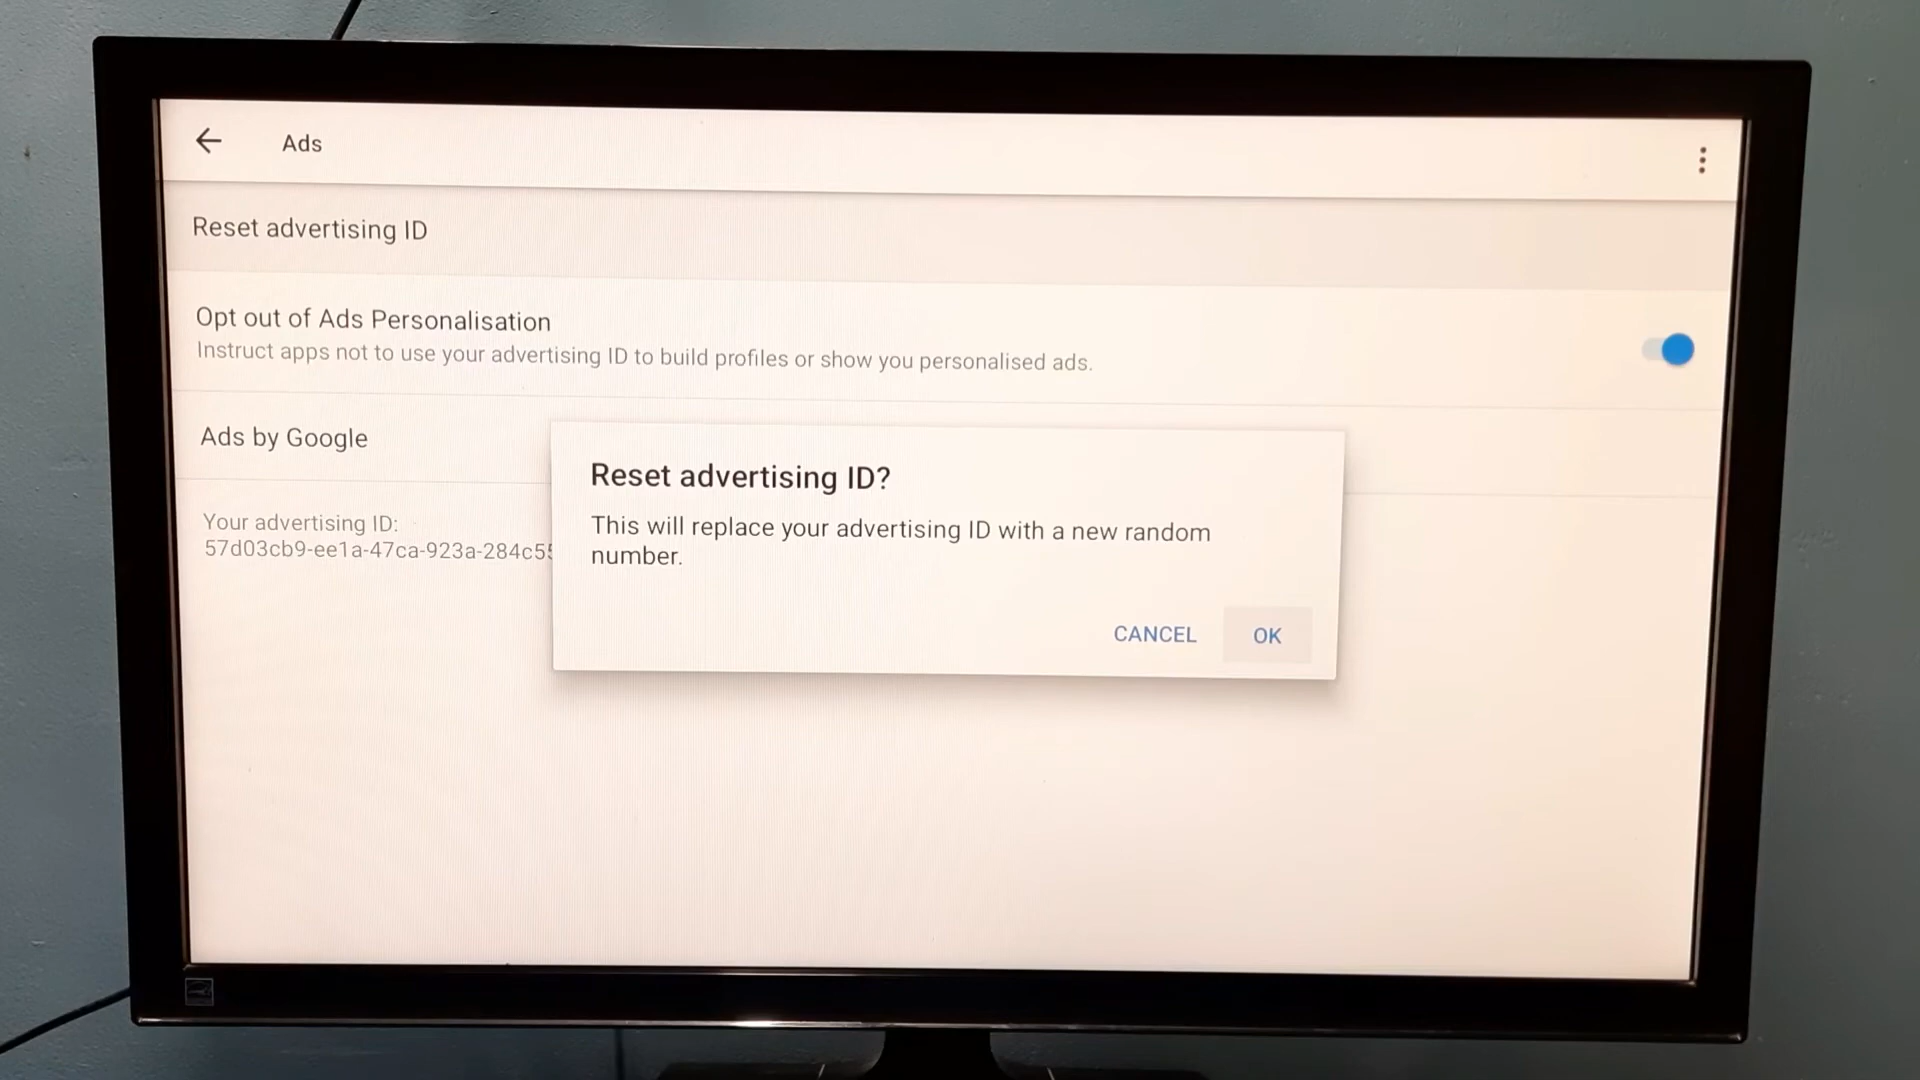 Ads
Reset advertising ID
Opt out of Ads Personalisation
Instruct apps not to use your advertising ID to build profiles or show you personalised ads.
Ads by Google
Your advertising ID:
57d03cb9-ee1a-47ca-923a-284c55
Reset advertising ID?
This will replace your advertising ID with a new random
number.
CANCEL
OK